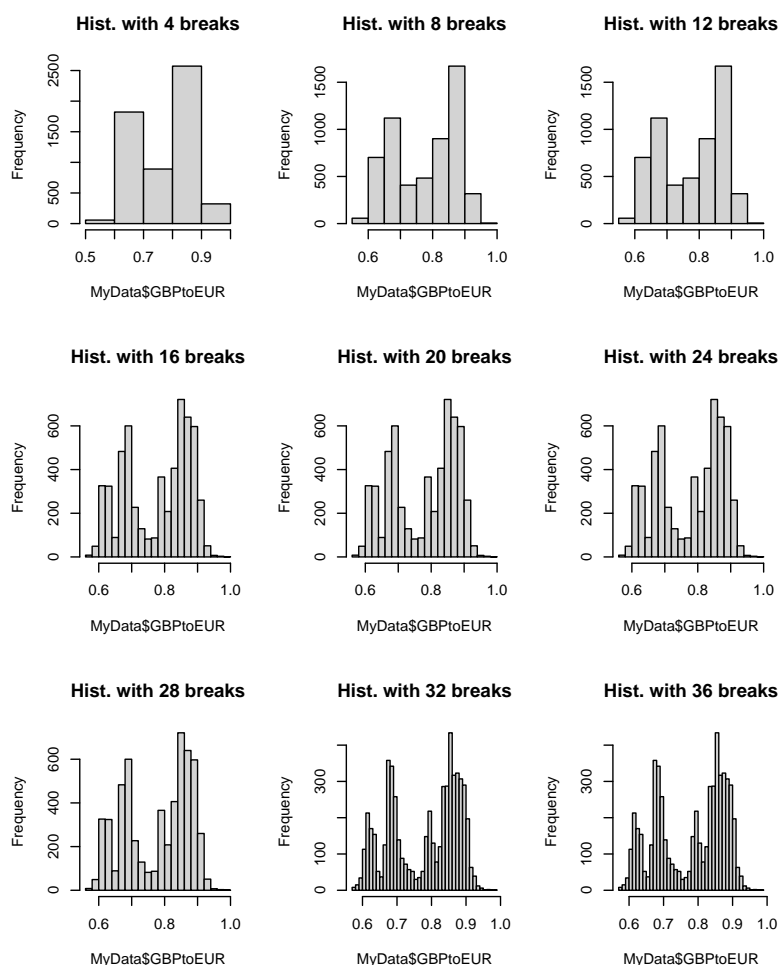 Hist. with 4 breaks
Frequency
0 500 1500 2500
0.5 0.7 0.9
MyData$GBPtoEUR
Hist. with 8 breaks
Frequency
0 500 1000 1500
0.6 0.8 1.0
MyData$GBPtoEUR
Hist. with 12 breaks
Frequency
0 500 1000 1500
0.6 0.8 1.0
MyData$GBPtoEUR
Hist. with 16 breaks
Frequency
0 200 400 600
0.6 0.8 1.0
MyData$GBPtoEUR
Hist. with 20 breaks
Frequency
0 200 400 600
0.6 0.8 1.0
MyData$GBPtoEUR
Hist. with 24 breaks
Frequency
0 200 400 600
0.6 0.8 1.0
MyData$GBPtoEUR
Hist. with 28 breaks
Frequency
0 200 400 600
0.6 0.8 1.0
MyData$GBPtoEUR
Hist. with 32 breaks
Frequency
0 100 300
0.6 0.7 0.8 0.9 1.0
MyData$GBPtoEUR
Hist. with 36 breaks
Frequency
0 100 300
0.6 0.7 0.8 0.9 1.0
MyData$GBPtoEUR